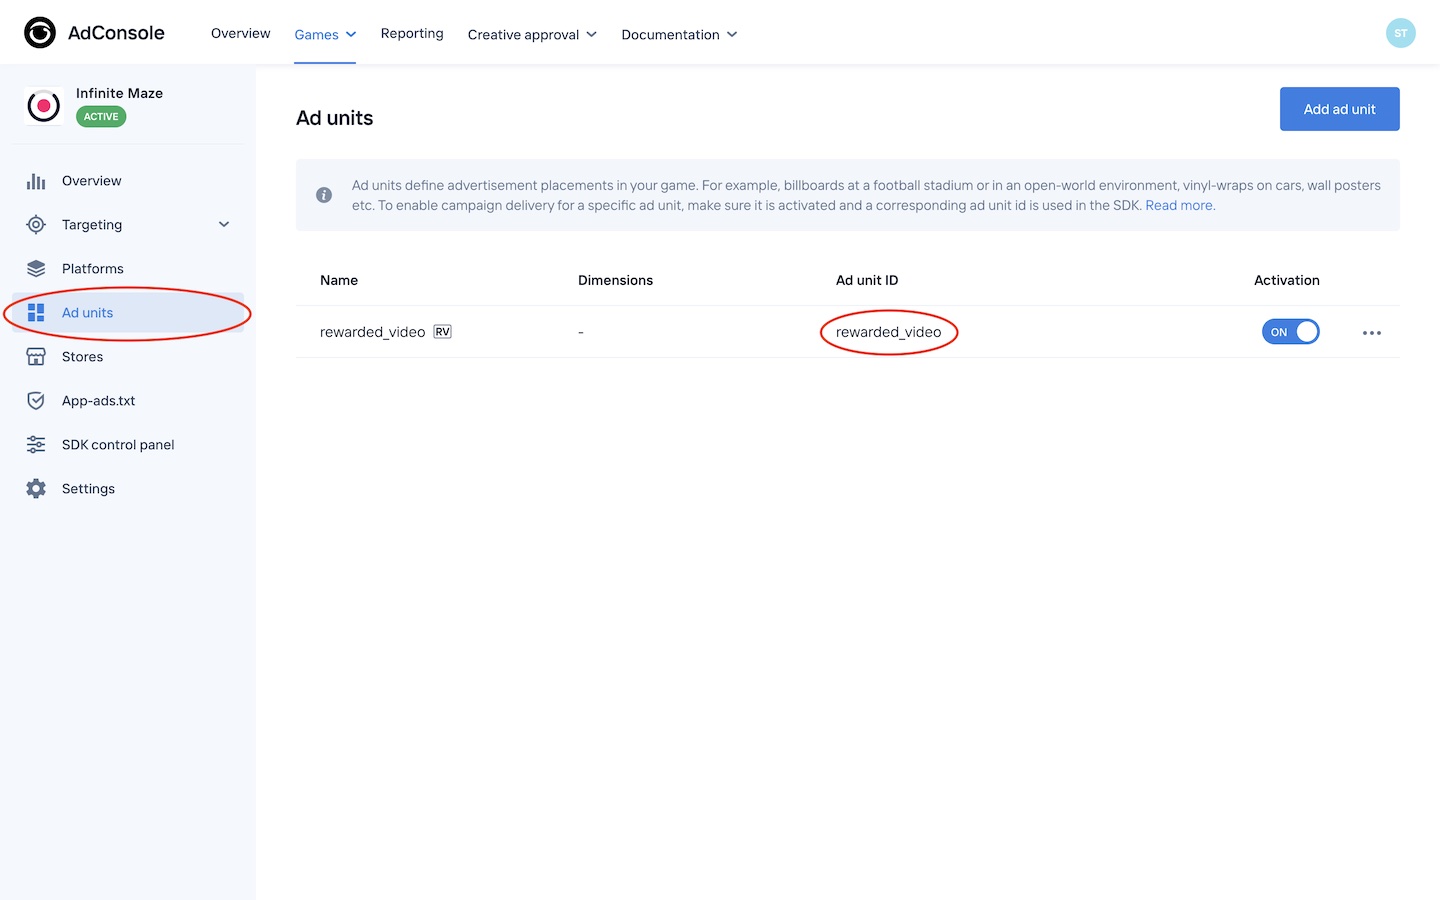 AdConsole
Overview
Games
Reporting
Creative approval
Documentation
ST
Infinite Maze
ACTIVE
Overview
Targeting
Platforms
Ad units
Stores
App-ads.txt
SDK control panel
Settings
Ad units
Add ad unit
Ad units define advertisement placements in your game. For example, billboards at a football stadium or in an open-world environment, vinyl-wraps on cars, wall posters
etc. To enable campaign delivery for a specific ad unit, make sure it is activated and a corresponding ad unit id is used in the SDK. Read more.
Name Dimensions Ad unit ID Activation
rewarded_video RV - rewarded_video ON